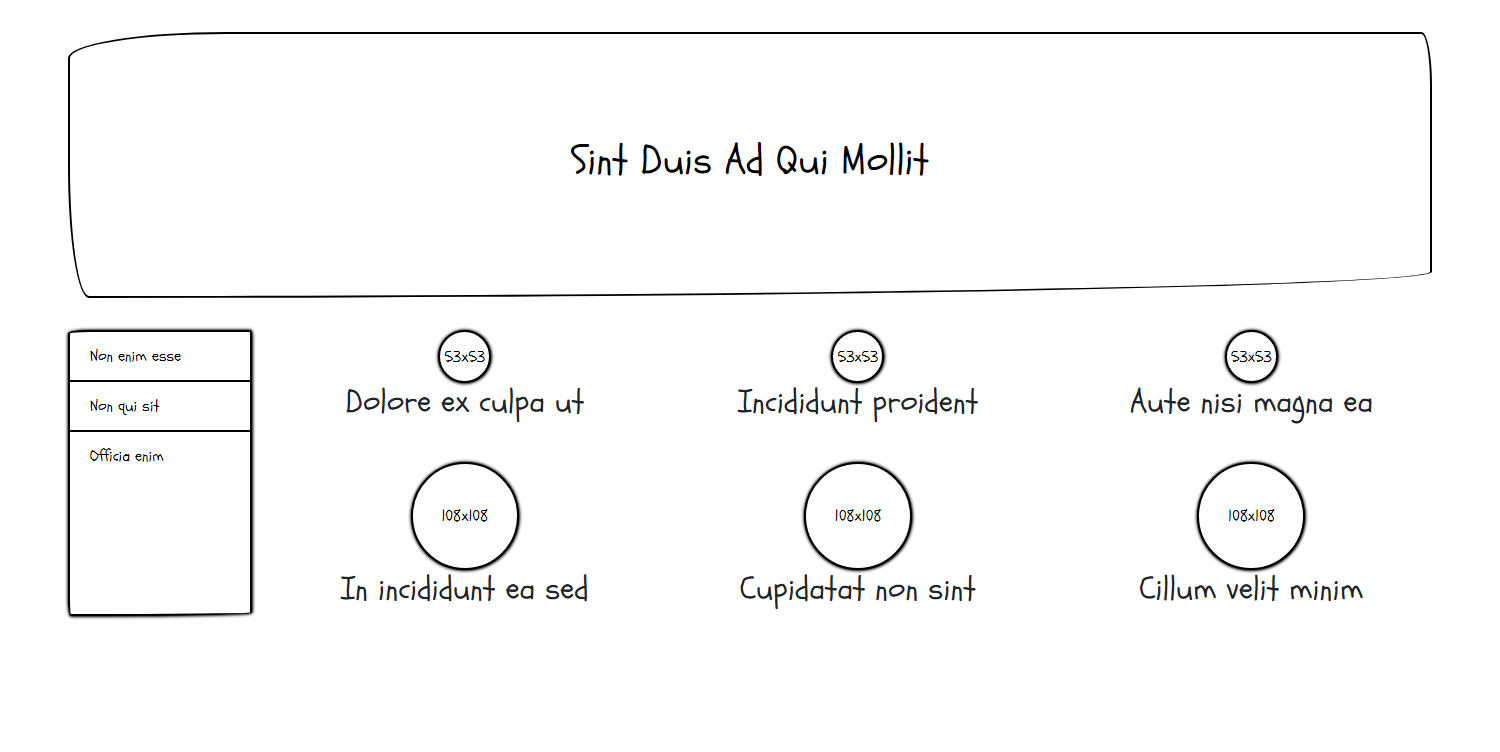 Sint Duis Ad Qui Mollit
Non enim esse
Non qui sit
Officia enim
53x53
Dolore ex culpa ut
53x53
Incididunt proident
53x53
Aute nisi magna ea
108x108
In incididunt ea sed
108x108
Cupidatat non sint
108x108
Cillum velit minim